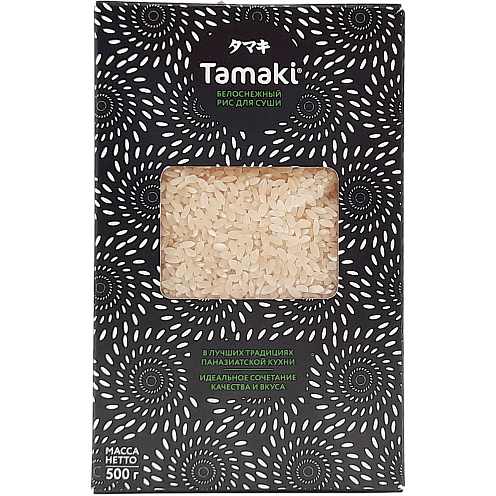 タマキ
Tamaki®
БЕЛОСНЕЖНЫЙ
РИС ДЛЯ СУШИ
В ЛУЧШИХ ТРАДИЦИЯХ
ПАНАЗИАТСКОЙ КУХНИ
ИДЕАЛЬНОЕ СОЧЕТАНИЕ
КАЧЕСТВА И ВКУСА
МАССА
НЕТТО
500 г